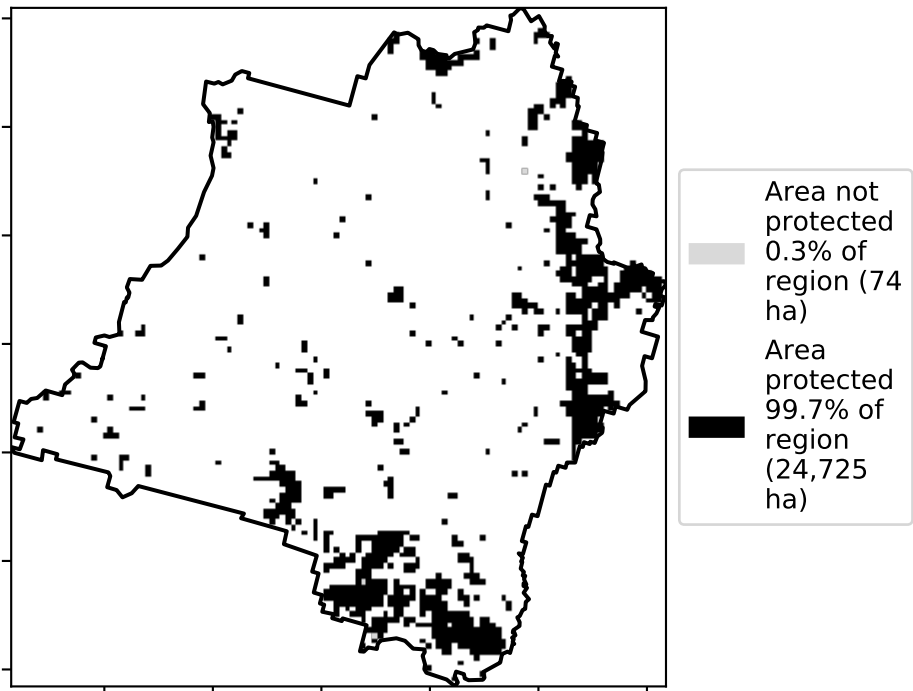 Area not
protected
0.3% of
region (74
ha)
Area
protected
99.7% of
region
(24,725
ha)